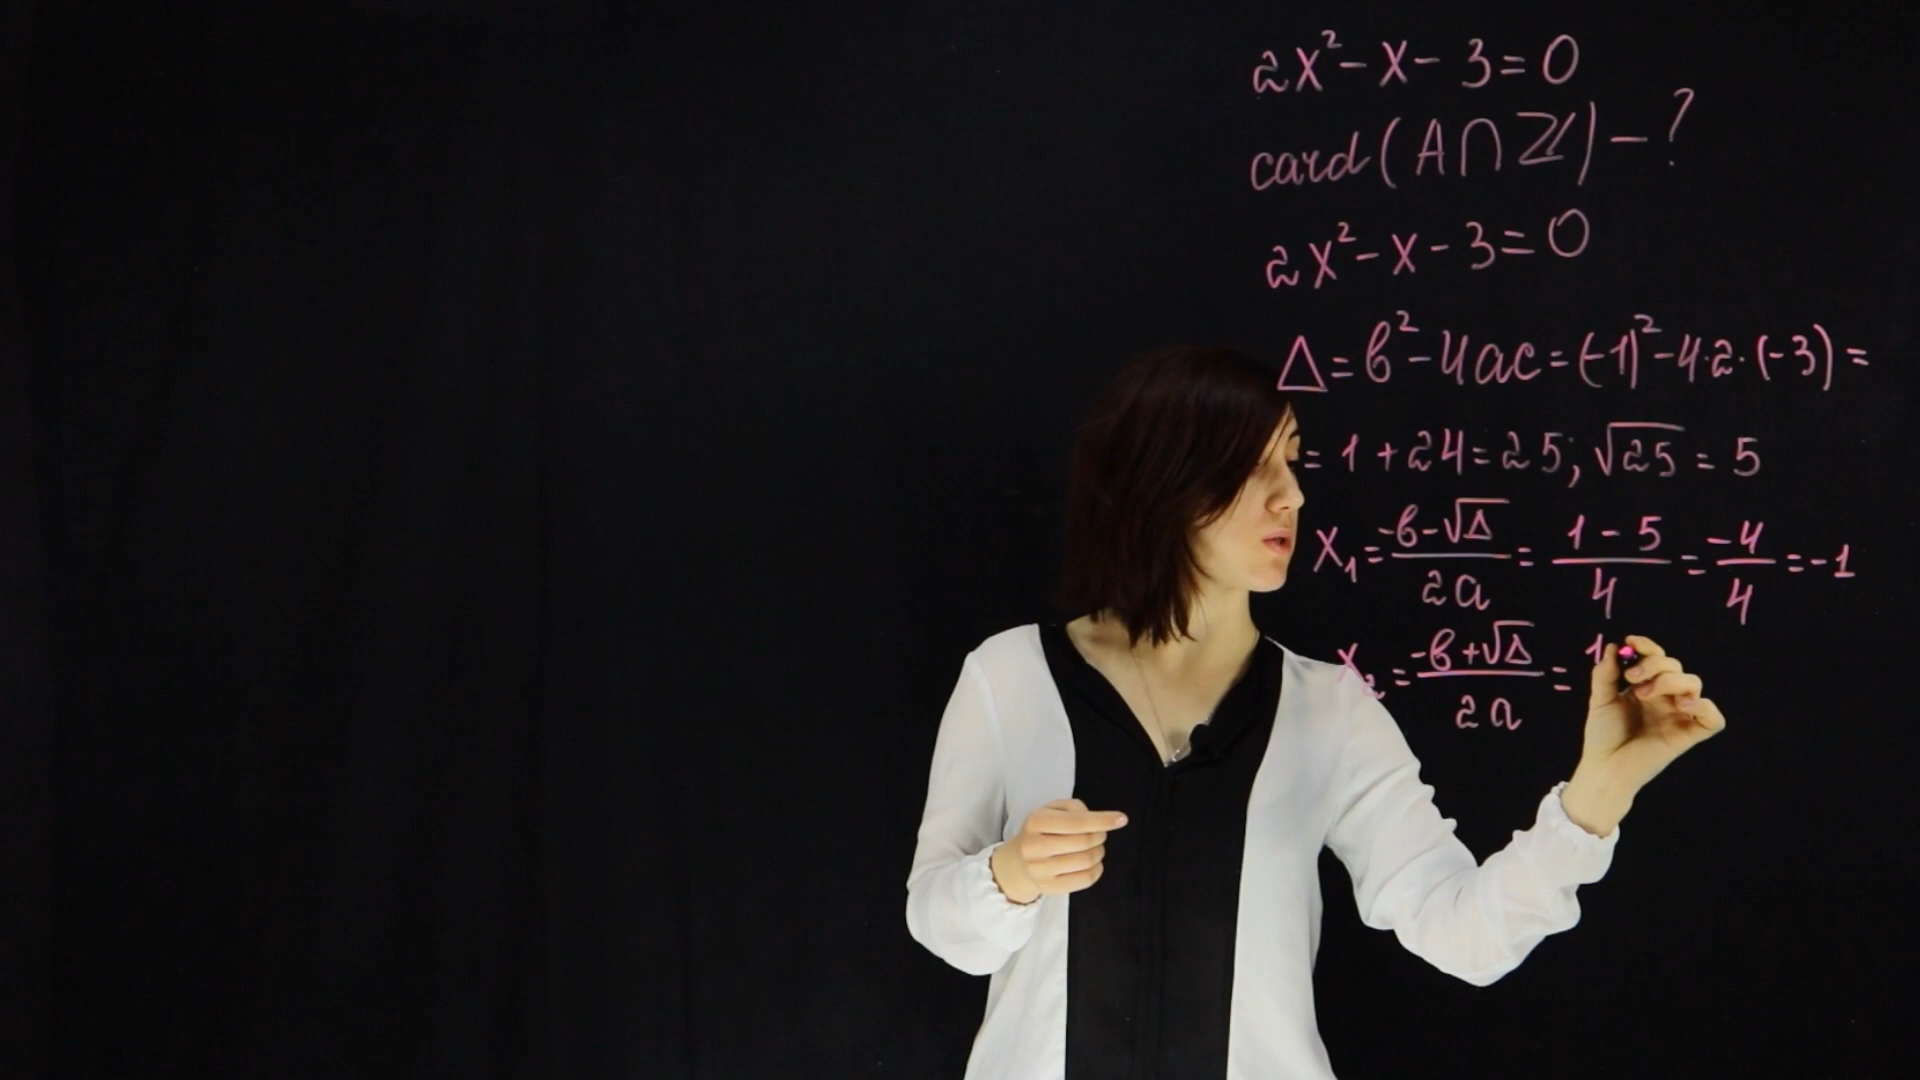 2x²-x-3=0
card(A∩ℤ)-?
2x²-x-3=0
Δ=b²-4ac=(-1)²-4·2·(-3)=
=1+24=25; √25=5
x₁=(-b-√Δ)/2a=(1-5)/4=-4/4=-1
x₂=(-b+√Δ)/2a=1